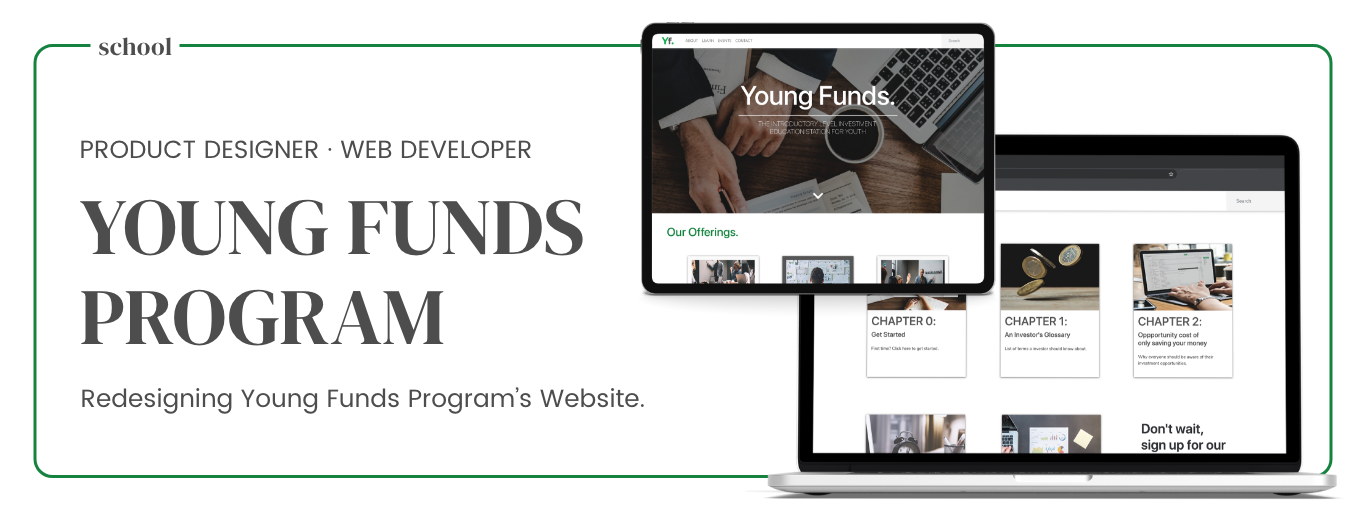 school
PRODUCT DESIGNER · WEB DEVELOPER
YOUNG FUNDS
PROGRAM
Redesigning Young Funds Program’s Website.
Yf.
ABOUT LEARN EVENTS CONTACT
Search
Young Funds.
THE INTRODUCTORY LEVEL INVESTMENT
EDUCATION STATION FOR YOUTH
Our Offerings.
Search
CHAPTER 0:
Get Started
First time? Click here to get started.
CHAPTER 1:
An Investor's Glossary
List of terms a investor should know about.
CHAPTER 2:
Oppportunity cost of
only saving your money
Why everyone should be aware of their
investment opportunities.
Don't wait,
sign up for our